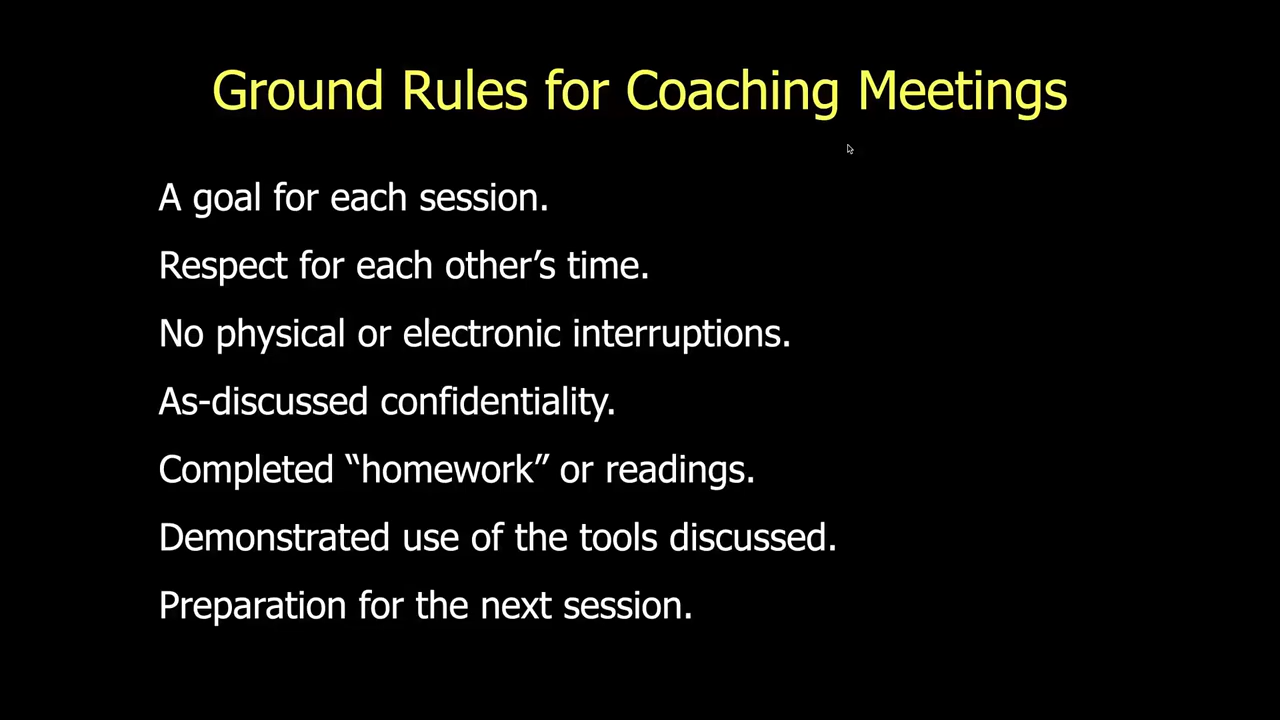 Ground Rules for Coaching Meetings
A goal for each session.
Respect for each other’s time.
No physical or electronic interruptions.
As-discussed confidentiality.
Completed “homework” or readings.
Demonstrated use of the tools discussed.
Preparation for the next session.